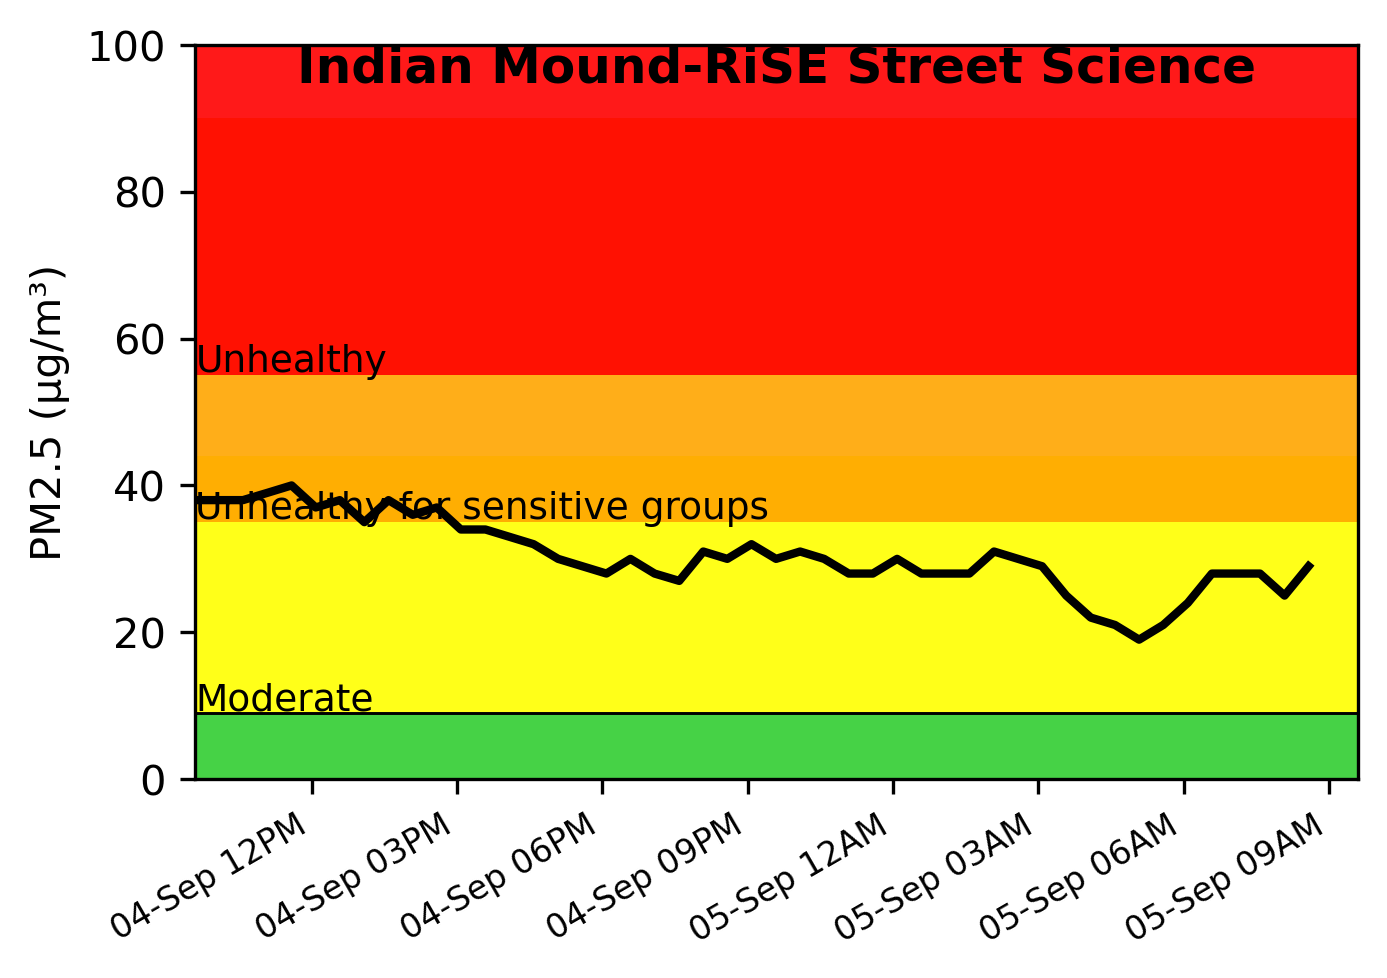 Indian Mound-RiSE Street Science
PM2.5 (µg/m³)
100
80
60
40
20
0
Unhealthy
Unhealthy for sensitive groups
Moderate
04-Sep 12PM
04-Sep 03PM
04-Sep 06PM
04-Sep 09PM
05-Sep 12AM
05-Sep 03AM
05-Sep 06AM
05-Sep 09AM